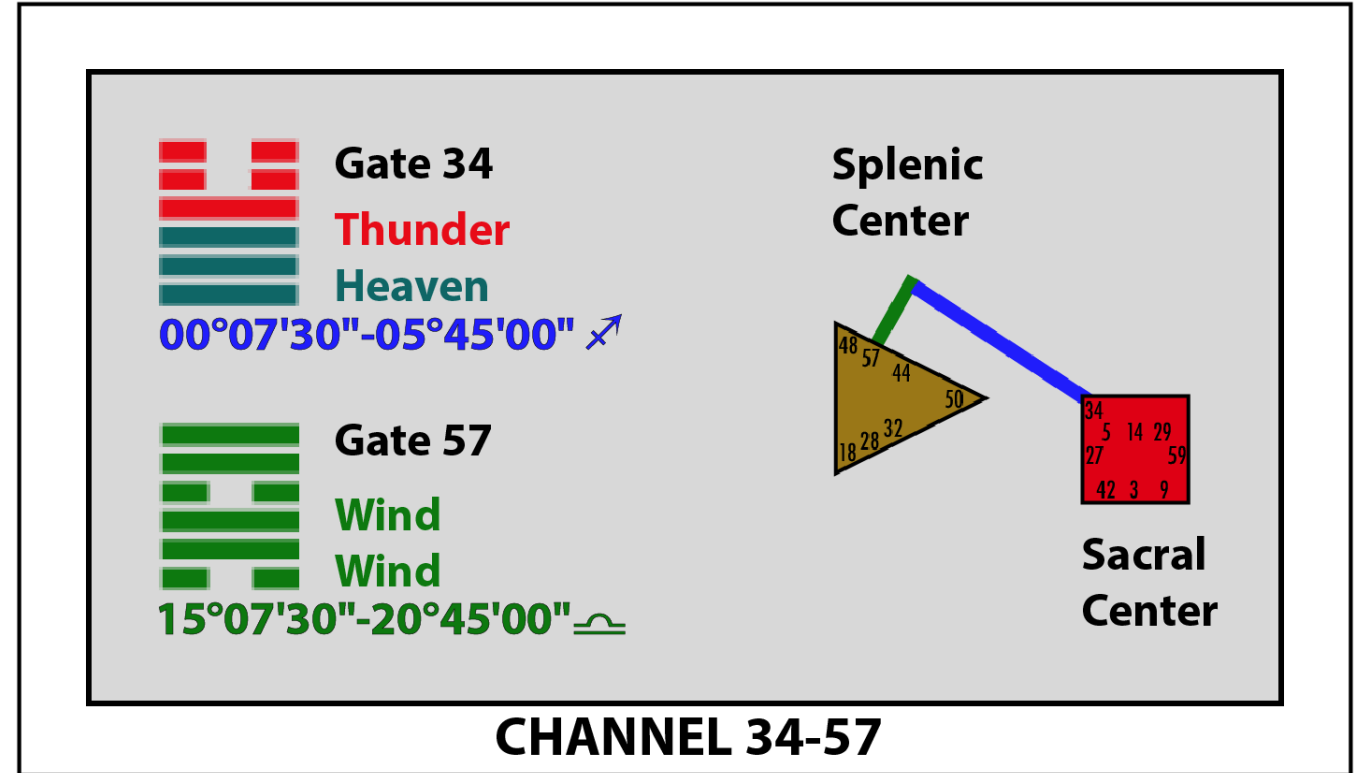 Gate 34
Thunder
Heaven
00°07'30"-05°45'00" ♐
Gate 57
Wind
Wind
15°07'30"-20°45'00" ♎
Splenic
Center
48
57
44
50
32
28
18
34
5 14 29
27 59
42 3 9
Sacral
Center
CHANNEL 34-57